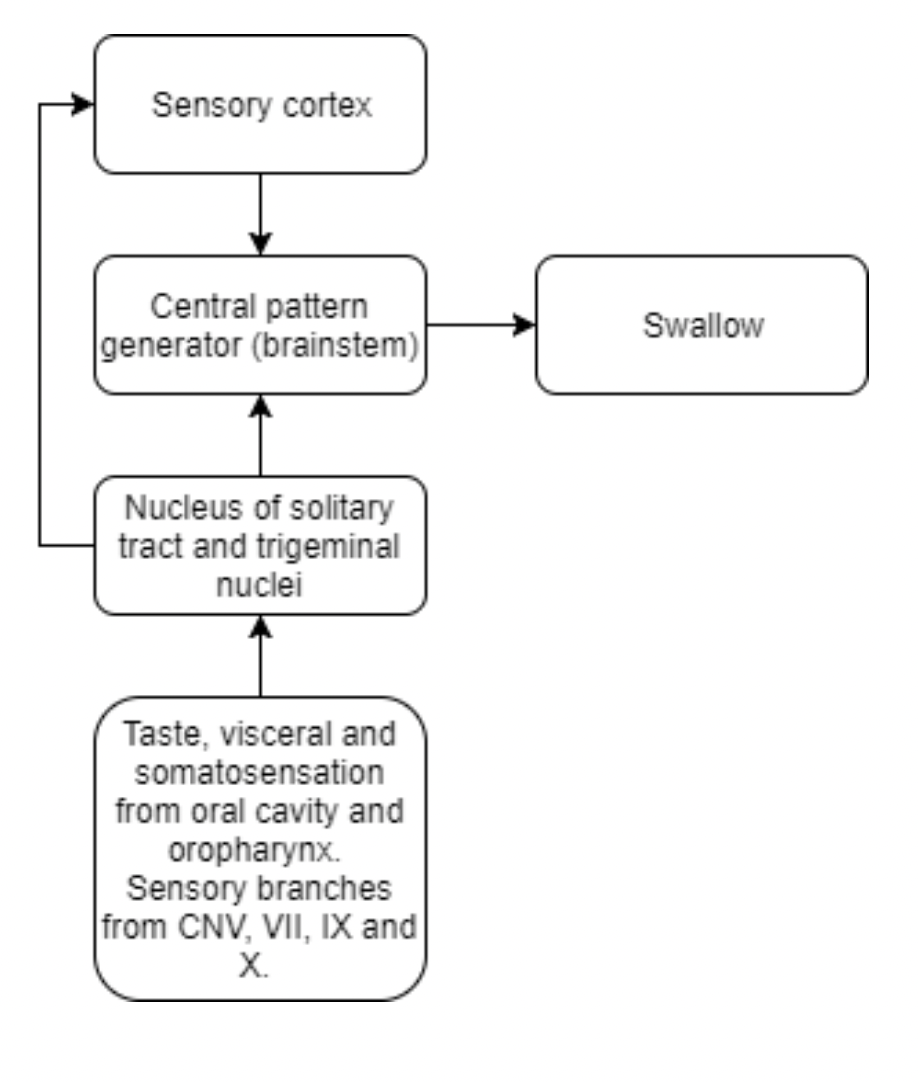 Sensory cortex
Central pattern
generator (brainstem)
Swallow
Nucleus of solitary
tract and trigeminal
nuclei
Taste, visceral and
somatosensation
from oral cavity and
oropharynx.
Sensory branches
from CNV, VII, IX and
X.